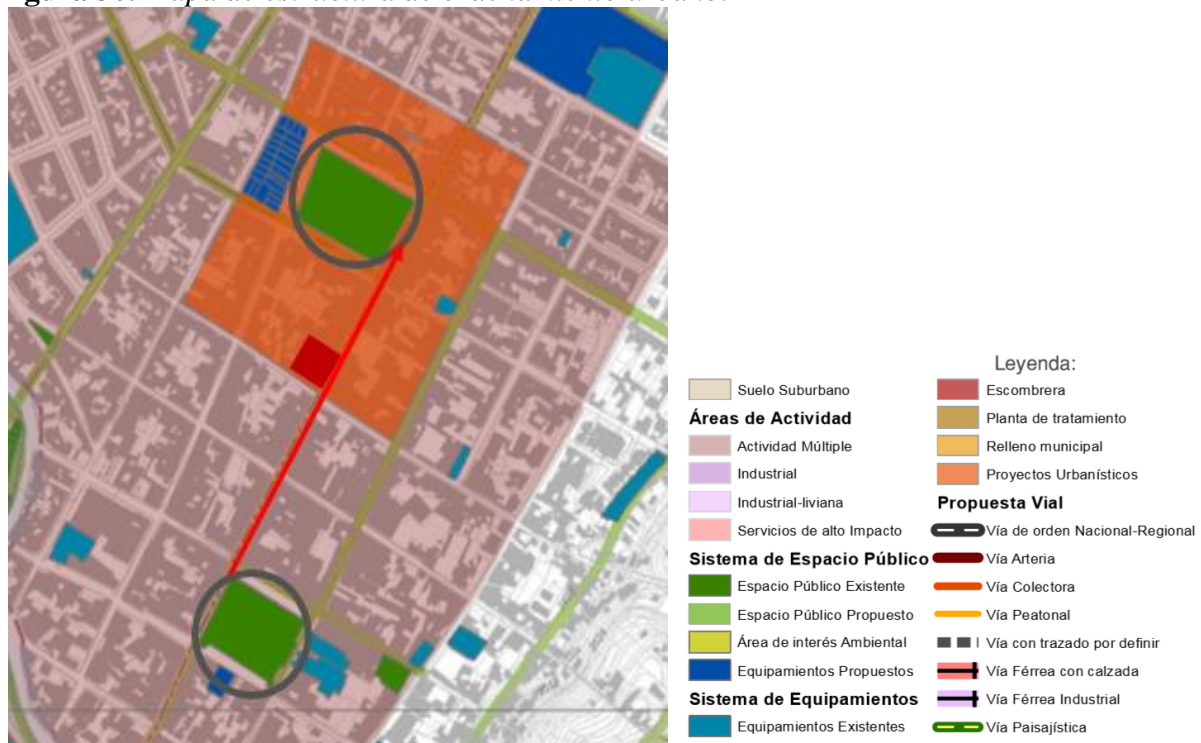 Leyenda:
Suelo Suburbano
Áreas de Actividad
Actividad Múltiple
Industrial
Industrial-liviana
Servicios de alto Impacto
Sistema de Espacio Público
Espacio Público Existente
Espacio Público Propuesto
Área de interés Ambiental
Equipamientos Propuestos
Sistema de Equipamientos
Equipamientos Existentes
Escombrera
Planta de tratamiento
Relleno municipal
Proyectos Urbanísticos
Propuesta Vial
Vía de orden Nacional-Regional
Vía Arteria
Vía Colectora
Vía Peatonal
Vía con trazado por definir
Vía Férrea con calzada
Vía Férrea Industrial
Vía Paisajística